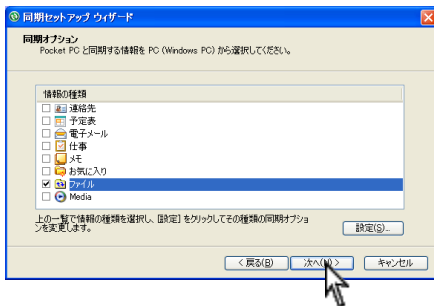 同期セットアップ ウィザード
同期オプション
Pocket PC と同期する情報を PC (Windows PC) から選択してください。
情報の種類
連絡先
予定表
電子メール
仕事
メモ
お気に入り
ファイル
Media
上の一覧で情報の種類を選択し、[設定] をクリックしてその種類の同期オプショ
ンを変更します。
設定(S)...
< 戻る(B)
次へ(N) >
キャンセル